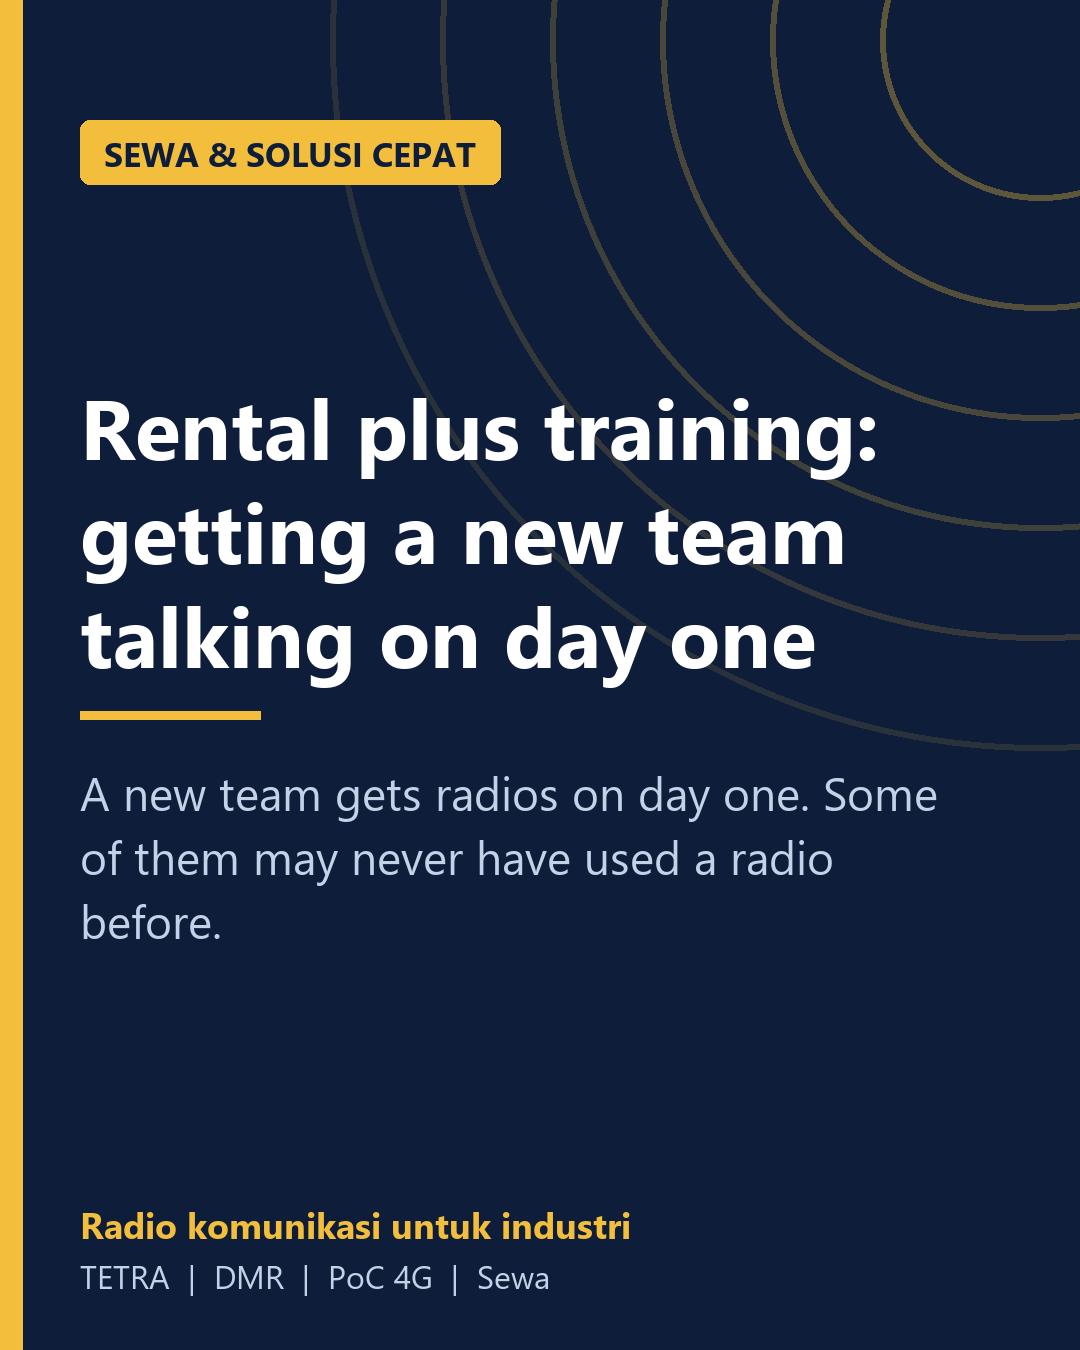 SEWA & SOLUSI CEPAT
Rental plus training:
getting a new team
talking on day one
A new team gets radios on day one. Some
of them may never have used a radio
before.
Radio komunikasi untuk industri
TETRA | DMR | PoC 4G | Sewa